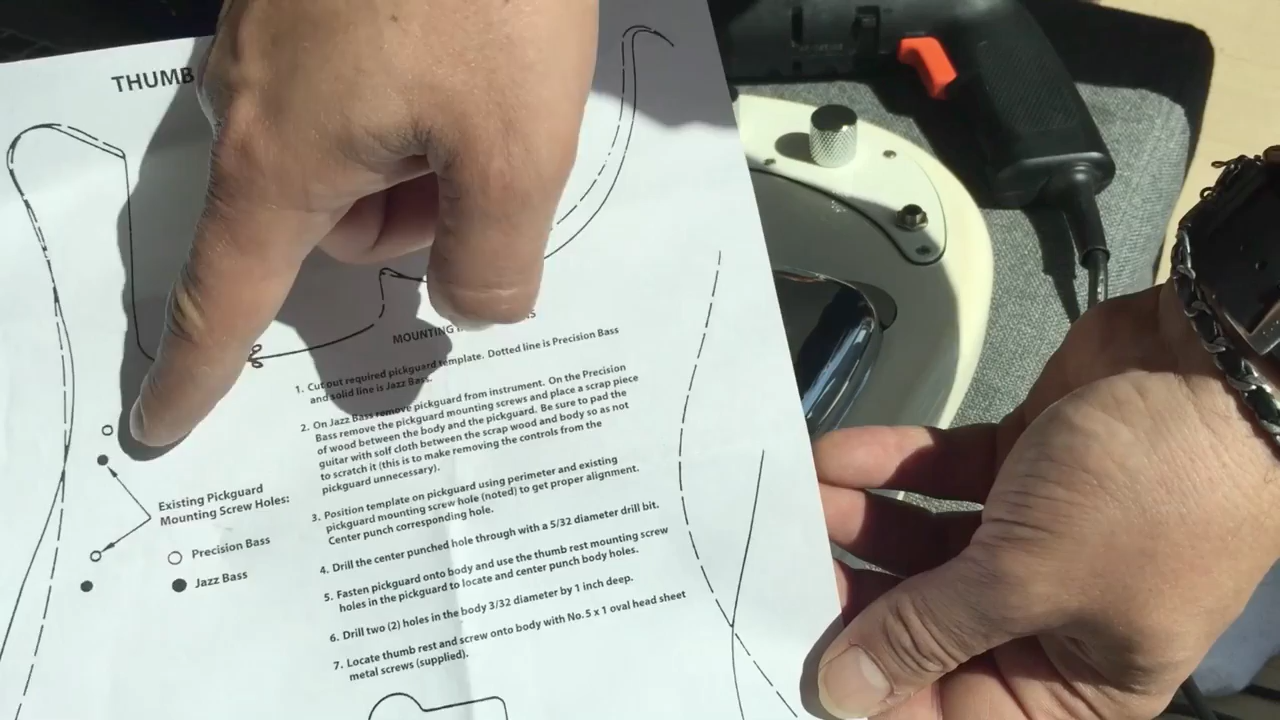 THUMB
MOUNTING
1. Cut out required pickguard template. Dotted line is Precision Bass
and solid line is Jazz Bass.
2. On Jazz Bass remove pickguard from instrument. On the Precision
Bass remove the pickguard mounting screws and place a scrap piece
of wood between the body and the pickguard. Be sure to pad the
guitar with solf cloth between the scrap wood and body so as not
to scratch it (this is to make removing the controls from the
pickguard unnecessary).
3. Position template on pickguard using perimeter and existing
pickguard mounting screw hole (noted) to get proper alignment.
Center punch corresponding hole.
4. Drill the center punched hole through with a 5/32 diameter drill bit.
5. Fasten pickguard onto body and use the thumb rest mounting screw
holes in the pickguard to locate and center punch body holes.
6. Drill two (2) holes in the body 3/32 diameter by 1 inch deep.
7. Locate thumb rest and screw onto body with No. 5 x 1 oval head sheet
metal screws (supplied).
Existing Pickguard
Mounting Screw Holes:
Precision Bass
Jazz Bass